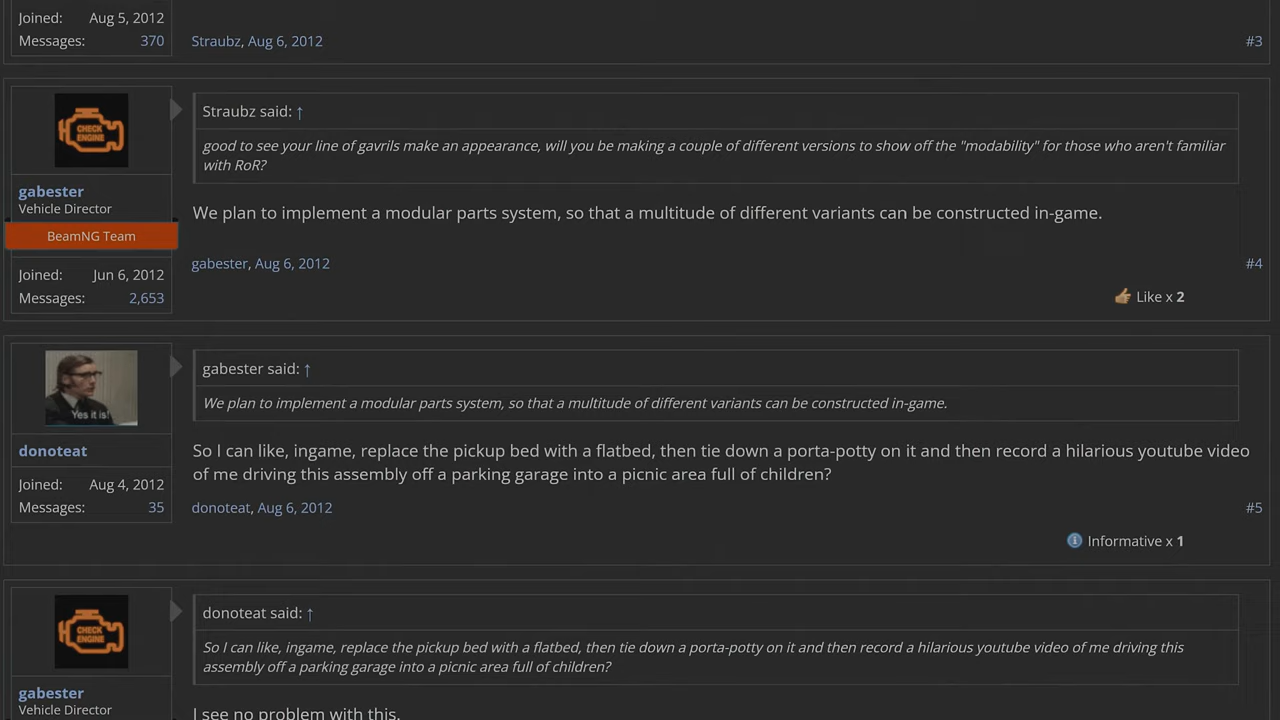 Joined: Aug 5, 2012
Messages: 370
Straubz, Aug 6, 2012
#3
CHECK
ENGINE
gabester
Vehicle Director
BeamNG Team
Joined: Jun 6, 2012
Messages: 2,653
Straubz said: ↑
good to see your line of gavrils make an appearance, will you be making a couple of different versions to show off the "modability" for those who aren't familiar
with RoR?
We plan to implement a modular parts system, so that a multitude of different variants can be constructed in-game.
gabester, Aug 6, 2012
#4
Like x 2
Yes it is!
donoteat
Joined: Aug 4, 2012
Messages: 35
gabester said: ↑
We plan to implement a modular parts system, so that a multitude of different variants can be constructed in-game.
So I can like, ingame, replace the pickup bed with a flatbed, then tie down a porta-potty on it and then record a hilarious youtube video
of me driving this assembly off a parking garage into a picnic area full of children?
donoteat, Aug 6, 2012
#5
Informative x 1
CHECK
ENGINE
gabester
Vehicle Director
donoteat said: ↑
So I can like, ingame, replace the pickup bed with a flatbed, then tie down a porta-potty on it and then record a hilarious youtube video of me driving this
assembly off a parking garage into a picnic area full of children?
I see no problem with this.